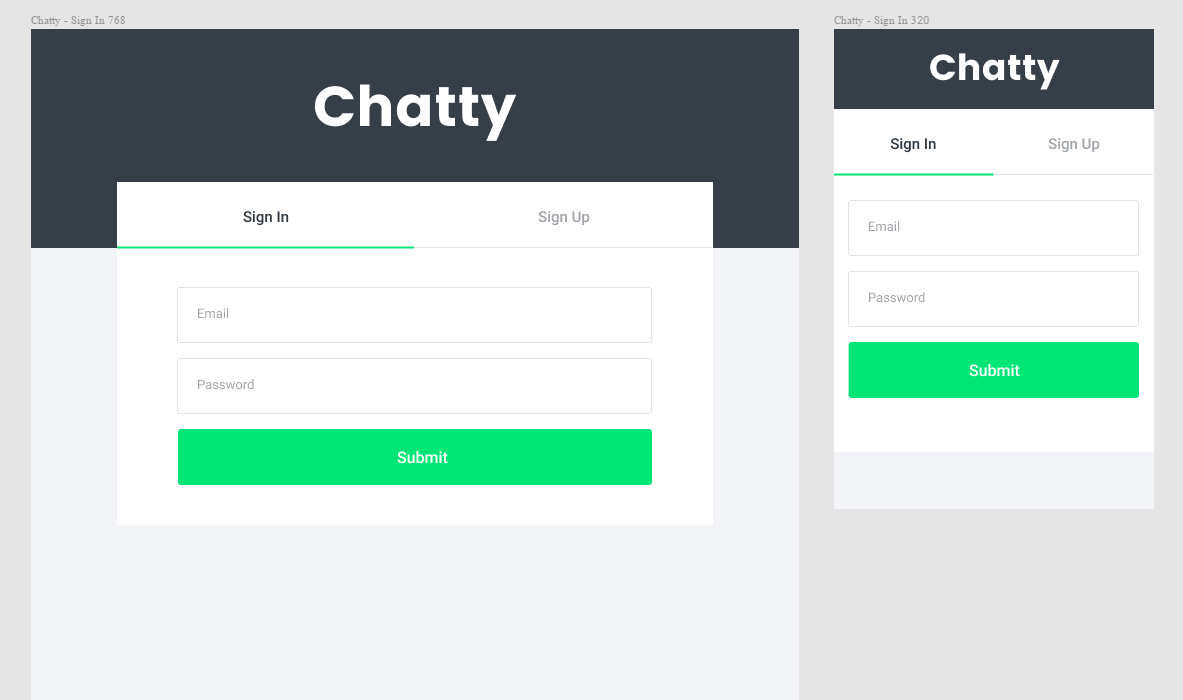 Chatty - Sign In 768
Chatty
Sign In
Sign Up
Email
Password
Submit
Chatty - Sign In 320
Chatty
Sign In
Sign Up
Email
Password
Submit